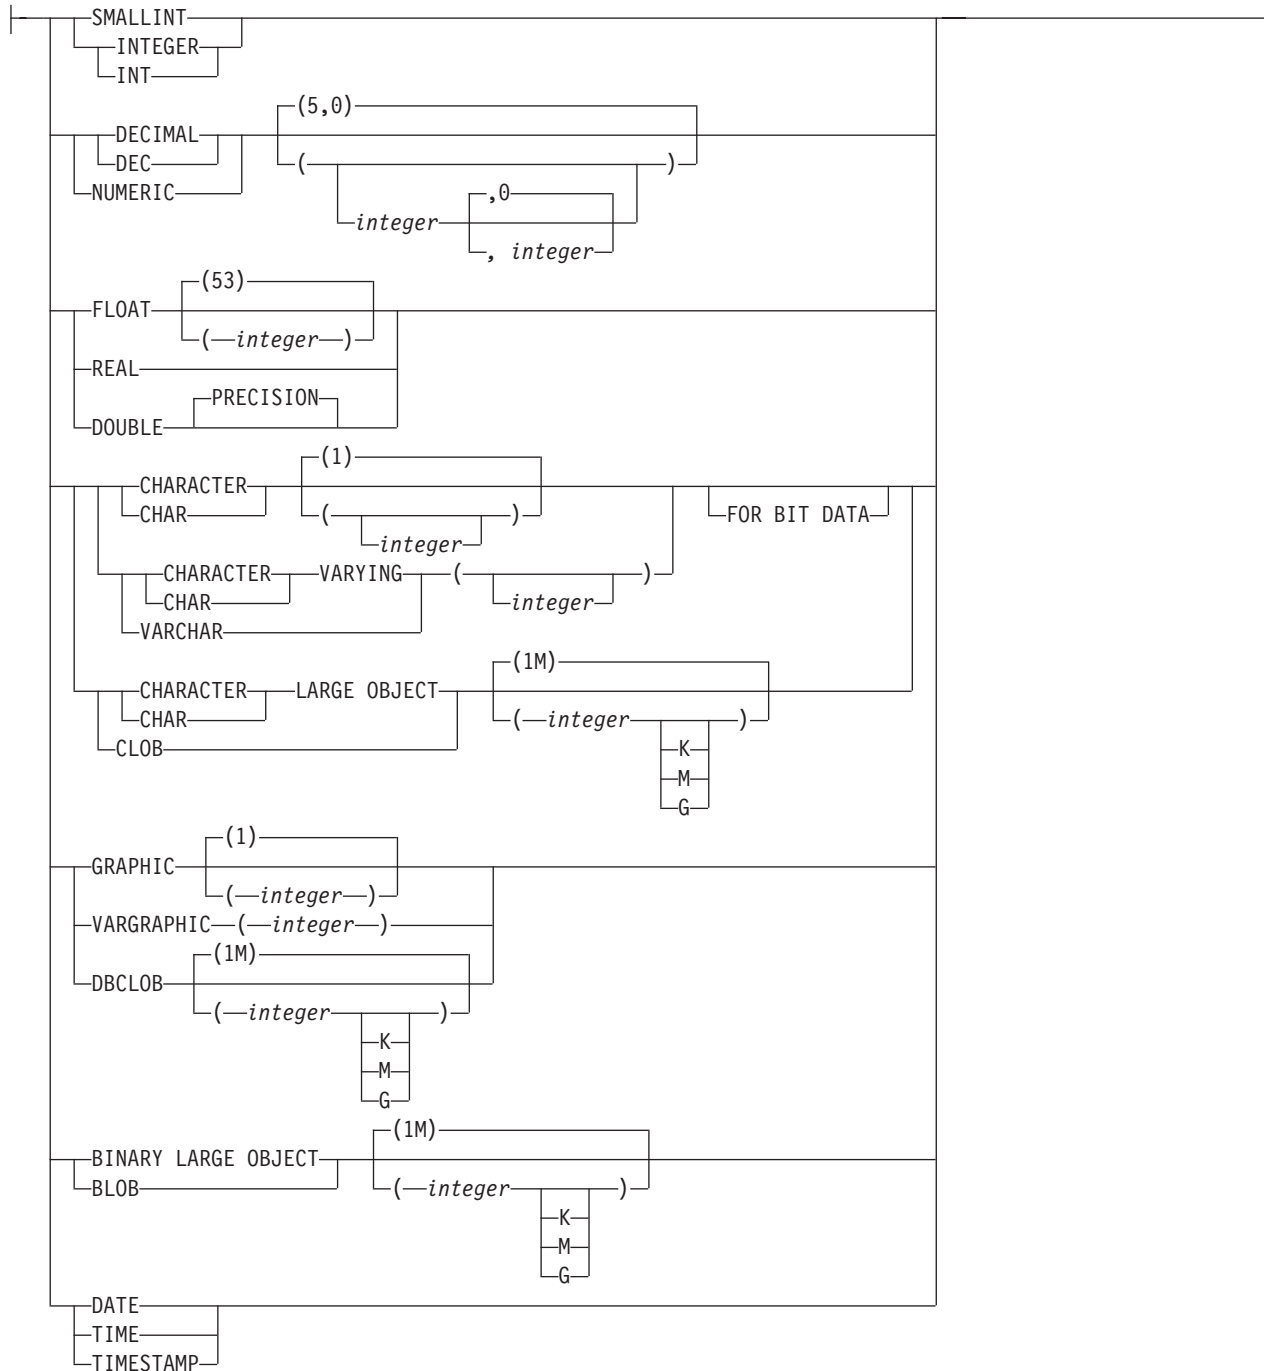 SMALLINT
INTEGER
INT
(5,0)
DECIMAL
DEC ( )
NUMERIC ,0
integer
, integer
(53)
FLOAT
( integer )
REAL
PRECISION
DOUBLE
(1)
CHARACTER
CHAR ( ) FOR BIT DATA
integer
CHARACTER VARYING ( )
CHAR integer
VARCHAR
(1M)
CHARACTER LARGE OBJECT
CHAR ( integer )
CLOB K
M
G
(1)
GRAPHIC
( integer )
VARGRAPHIC ( integer )
(1M)
DBCLOB
( integer )
K
M
G
(1M)
BINARY LARGE OBJECT
BLOB ( integer )
K
M
G
DATE
TIME
TIMESTAMP